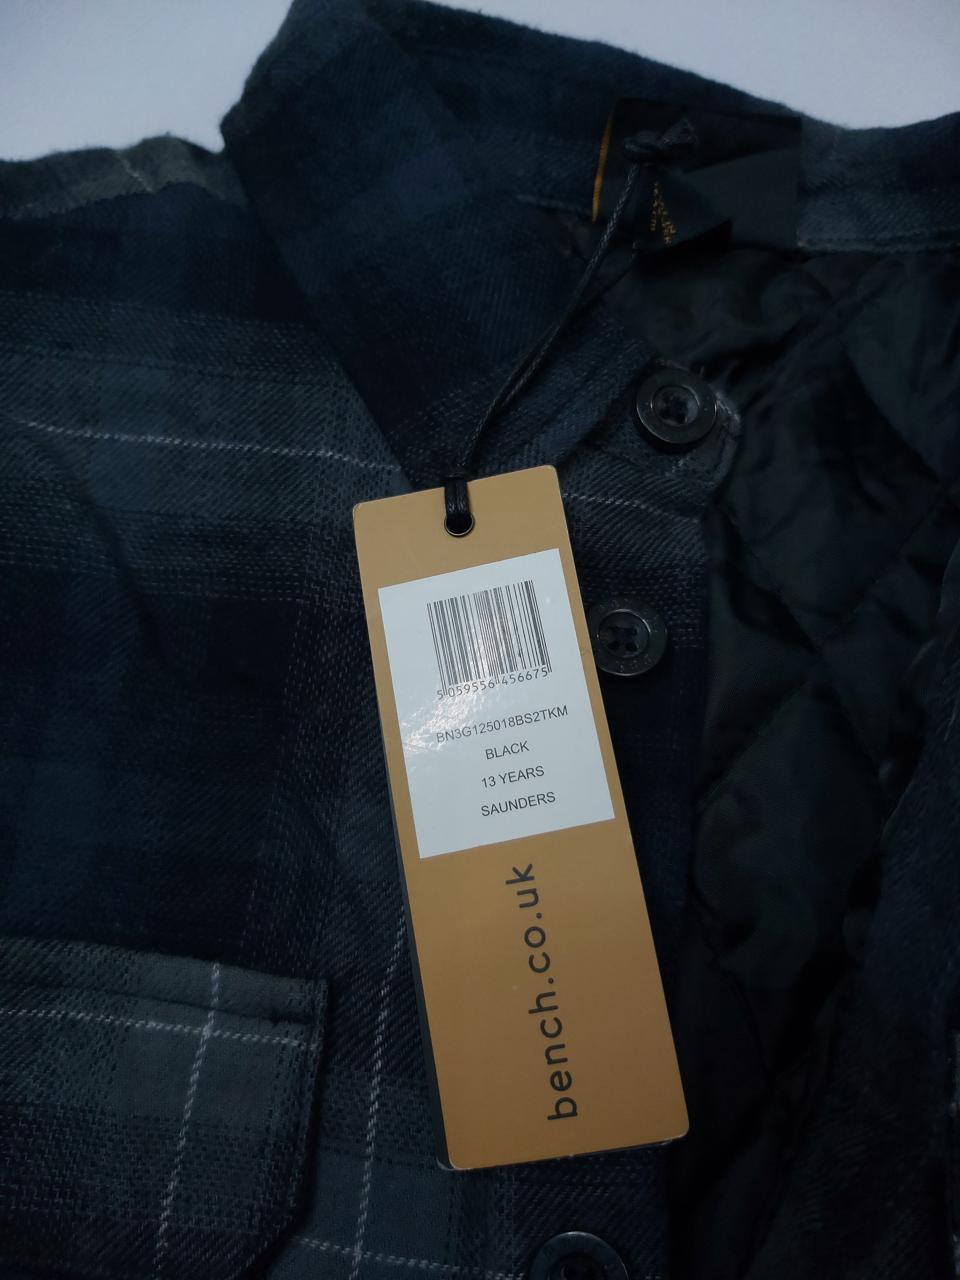 5 059556 456675
BN3G125018BS2TKM
BLACK
13 YEARS
SAUNDERS
bench.co.uk